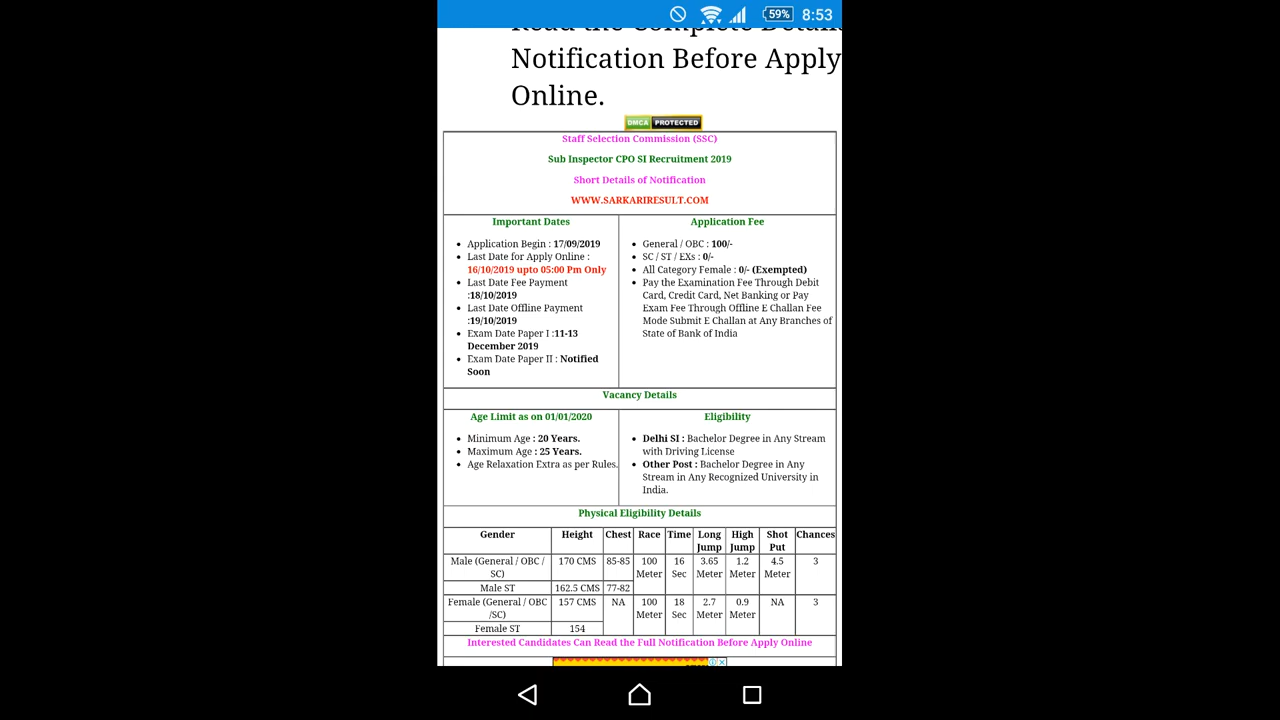 59% 8:53
Read the Complete Details
Notification Before Apply
Online.
DMCA PROTECTED
Staff Selection Commission (SSC)
Sub Inspector CPO SI Recruitment 2019
Short Details of Notification
WWW.SARKARIRESULT.COM
Important Dates
Application Begin : 17/09/2019
Last Date for Apply Online :
16/10/2019 upto 05:00 Pm Only
Last Date Fee Payment
:18/10/2019
Last Date Offline Payment
:19/10/2019
Exam Date Paper I :11-13
December 2019
Exam Date Paper II : Notified
Soon
Application Fee
General / OBC : 100/-
SC / ST / EXs : 0/-
All Category Female : 0/- (Exempted)
Pay the Examination Fee Through Debit
Card, Credit Card, Net Banking or Pay
Exam Fee Through Offline E Challan Fee
Mode Submit E Challan at Any Branches of
State of Bank of India
Vacancy Details
Age Limit as on 01/01/2020
Minimum Age : 20 Years.
Maximum Age : 25 Years.
Age Relaxation Extra as per Rules.
Eligibility
Delhi SI : Bachelor Degree in Any Stream
with Driving License
Other Post : Bachelor Degree in Any
Stream in Any Recognized University in
India.
Physical Eligibility Details
Gender Height Chest Race Time Long High Shot Chances
Jump Jump Put
Male (General / OBC / 170 CMS 85-85 100 16 3.65 1.2 4.5 3
SC) Meter Sec Meter Meter Meter
Male ST 162.5 CMS 77-82
Female (General / OBC 157 CMS NA 100 18 2.7 0.9 NA 3
/SC) Meter Sec Meter Meter
Female ST 154
Interested Candidates Can Read the Full Notification Before Apply Online